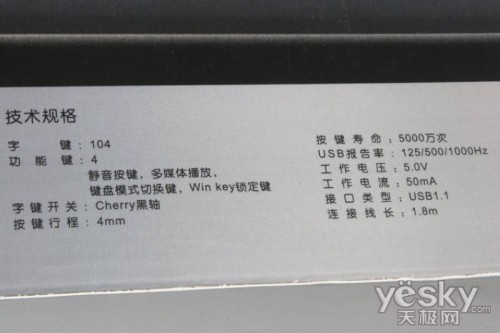 技术规格
字 键：104
功 能 键：4
静音按键，多媒体播放，
键盘模式切换键，Win key锁定键
字键开关：Cherry黑轴
按键行程：4mm
按 键 寿 命：5000万次
USB报告率：125/500/1000Hz
工 作 电 压：5.0V
工 作 电 流：50mA
接 口 类 型：USB1.1
连 接 线 长：1.8m
yesky
天极网